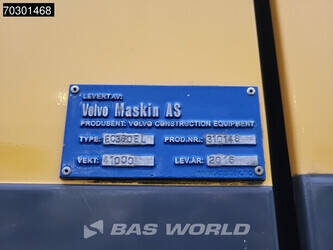 70301468
LEVERT AV:
Volvo Maskin AS
PRODUSENT: VOLVO CONSTRUCTION EQUIPMENT
TYPE: EC380EL PROD.NR.: 310148
VEKT: 41000 LEV.ÅR: 2016
BAS WORLD